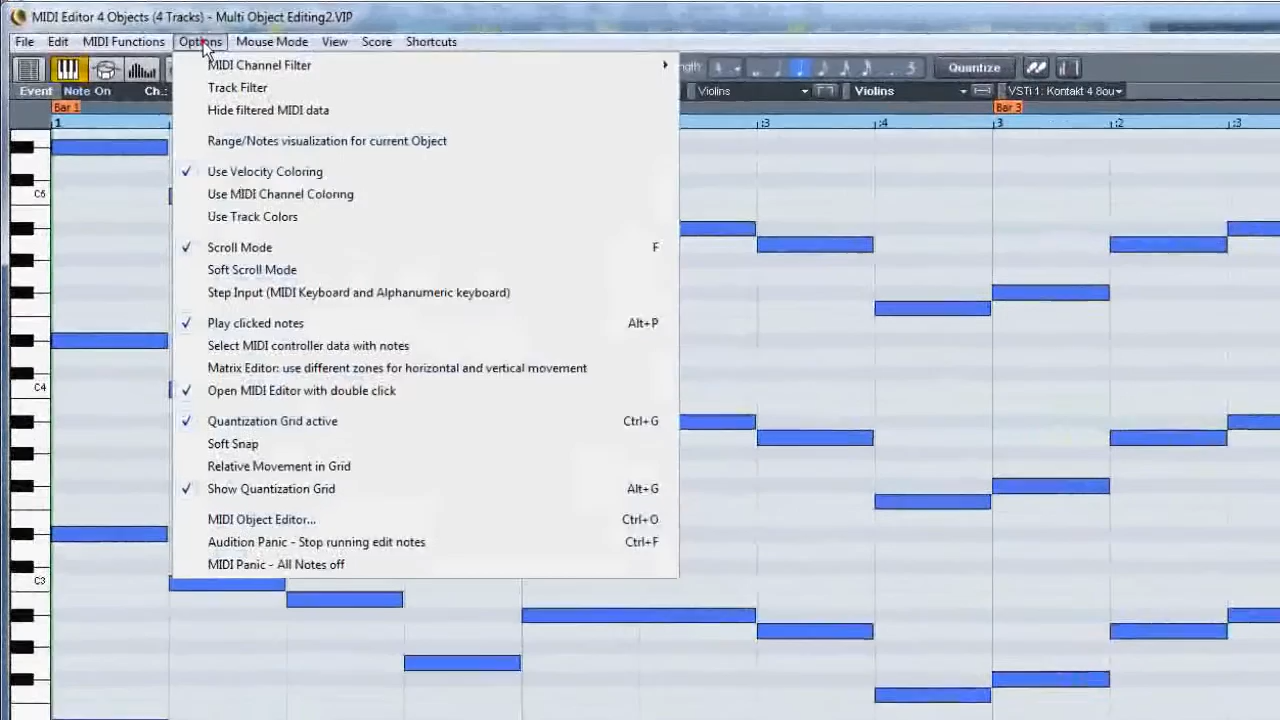 MIDI Editor 4 Objects (4 Tracks) - Multi Object Editing2.VIP
File Edit MIDI Functions Options Mouse Mode View Score Shortcuts
MIDI Channel Filter
Track Filter
Hide filtered MIDI data
Range/Notes visualization for current Object
Use Velocity Coloring
Use MIDI Channel Coloring
Use Track Colors
Scroll Mode F
Soft Scroll Mode
Step Input (MIDI Keyboard and Alphanumeric keyboard)
Play clicked notes Alt+P
Select MIDI controller data with notes
Matrix Editor: use different zones for horizontal and vertical movement
Open MIDI Editor with double click
Quantization Grid active Ctrl+G
Soft Snap
Relative Movement in Grid
Show Quantization Grid Alt+G
MIDI Object Editor... Ctrl+O
Audition Panic - Stop running edit notes Ctrl+F
MIDI Panic - All Notes off
3 Quantize
Event Note On Ch.: Violins Violins VSTi 1: Kontakt 4 8ou
Bar 1 Bar 3
1 :3 :4 3 :2 :3
C5
C4
C3